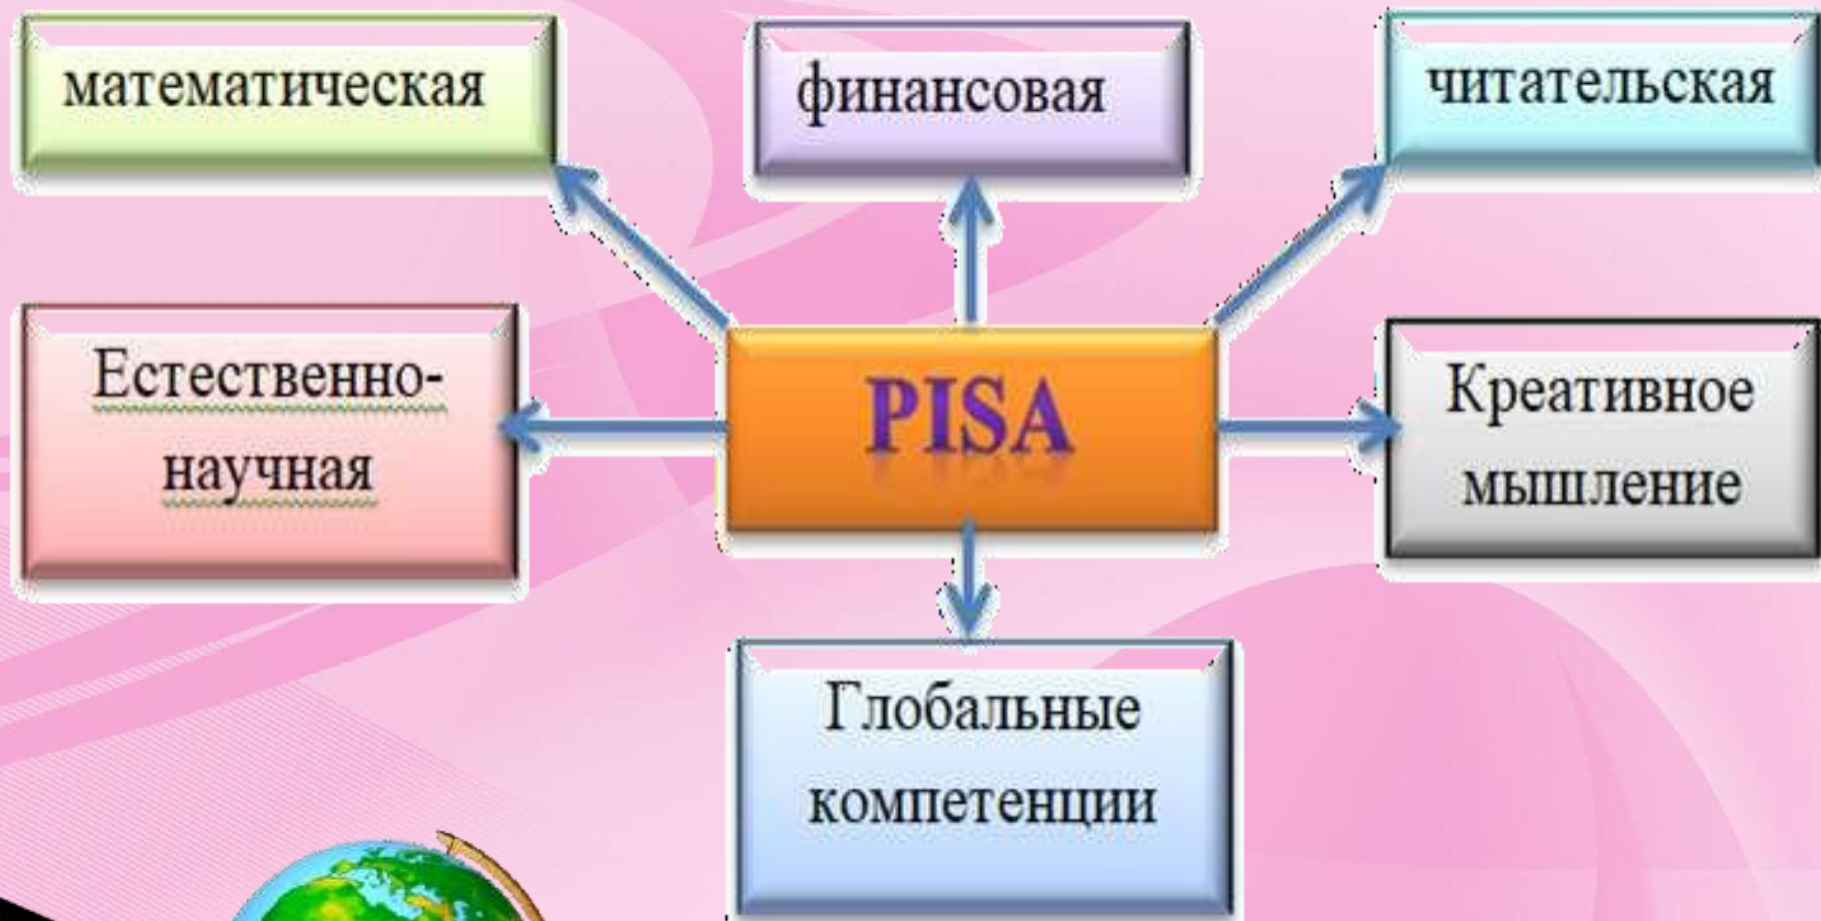 математическая
финансовая
читательская
Естественно-
научная
PISA
Креативное
мышление
Глобальные
компетенции